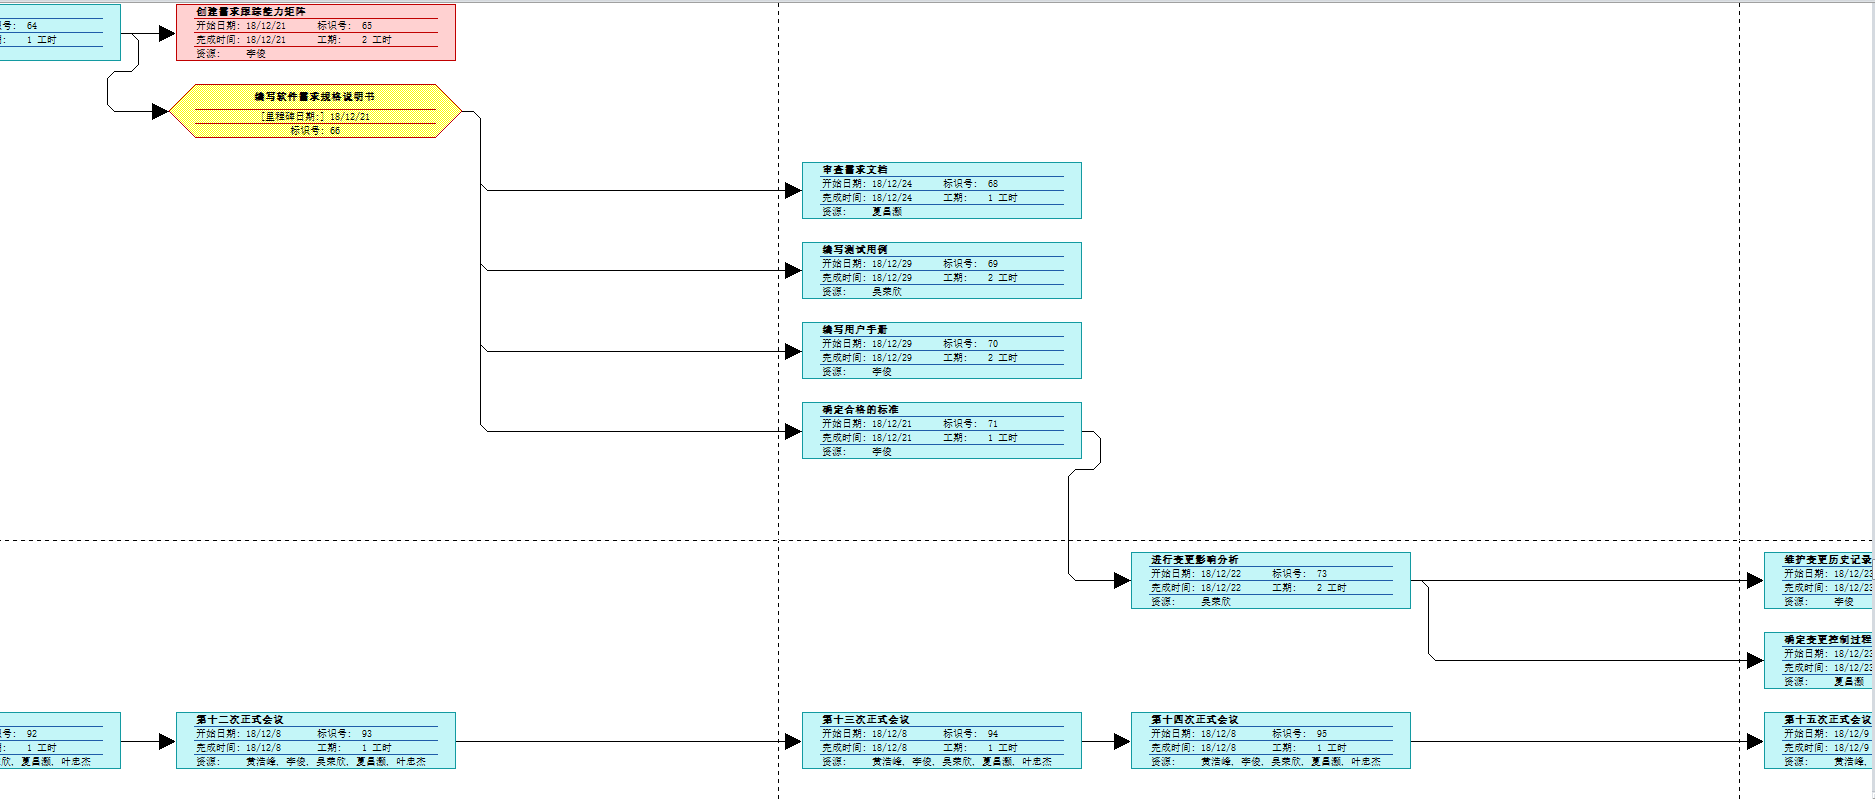 识号: 64
期: 1 工时
创建需求跟踪能力矩阵
开始日期: 18/12/21 标识号: 65
完成时间: 18/12/21 工期: 2 工时
资源: 李俊
编写软件需求规格说明书
[里程碑日期:] 18/12/21
标识号: 66
审查需求文档
开始日期: 18/12/24 标识号: 68
完成时间: 18/12/24 工期: 1 工时
资源: 夏昌灏
编写测试用例
开始日期: 18/12/29 标识号: 69
完成时间: 18/12/29 工期: 2 工时
资源: 吴荣欣
编写用户手册
开始日期: 18/12/29 标识号: 70
完成时间: 18/12/29 工期: 2 工时
资源: 李俊
确定合格的标准
开始日期: 18/12/21 标识号: 71
完成时间: 18/12/21 工期: 1 工时
资源: 李俊
进行变更影响分析
开始日期: 18/12/22 标识号: 73
完成时间: 18/12/22 工期: 2 工时
资源: 吴荣欣
维护变更历史记录
开始日期: 18/12/23
完成时间: 18/12/23
资源: 李俊
确定变更控制过程
开始日期: 18/12/23
完成时间: 18/12/23
资源: 夏昌灏
识号: 92
期: 1 工时
欣, 夏昌灏, 叶忠杰
第十二次正式会议
开始日期: 18/12/8 标识号: 93
完成时间: 18/12/8 工期: 1 工时
资源: 黄浩峰, 李俊, 吴荣欣, 夏昌灏, 叶忠杰
第十三次正式会议
开始日期: 18/12/8 标识号: 94
完成时间: 18/12/8 工期: 1 工时
资源: 黄浩峰, 李俊, 吴荣欣, 夏昌灏, 叶忠杰
第十四次正式会议
开始日期: 18/12/8 标识号: 95
完成时间: 18/12/8 工期: 1 工时
资源: 黄浩峰, 李俊, 吴荣欣, 夏昌灏, 叶忠杰
第十五次正式会议
开始日期: 18/12/9
完成时间: 18/12/9
资源: 黄浩峰,